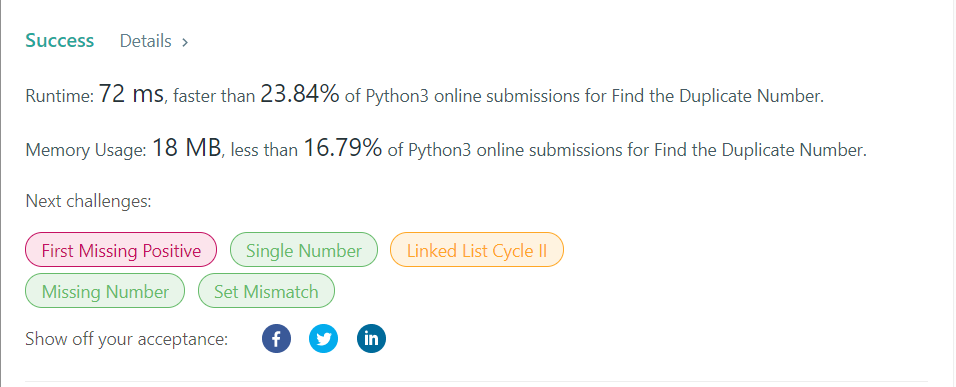 Success Details >
Runtime: 72 ms, faster than 23.84% of Python3 online submissions for Find the Duplicate Number.
Memory Usage: 18 MB, less than 16.79% of Python3 online submissions for Find the Duplicate Number.
Next challenges:
First Missing Positive Single Number Linked List Cycle II
Missing Number Set Mismatch
Show off your acceptance: f in